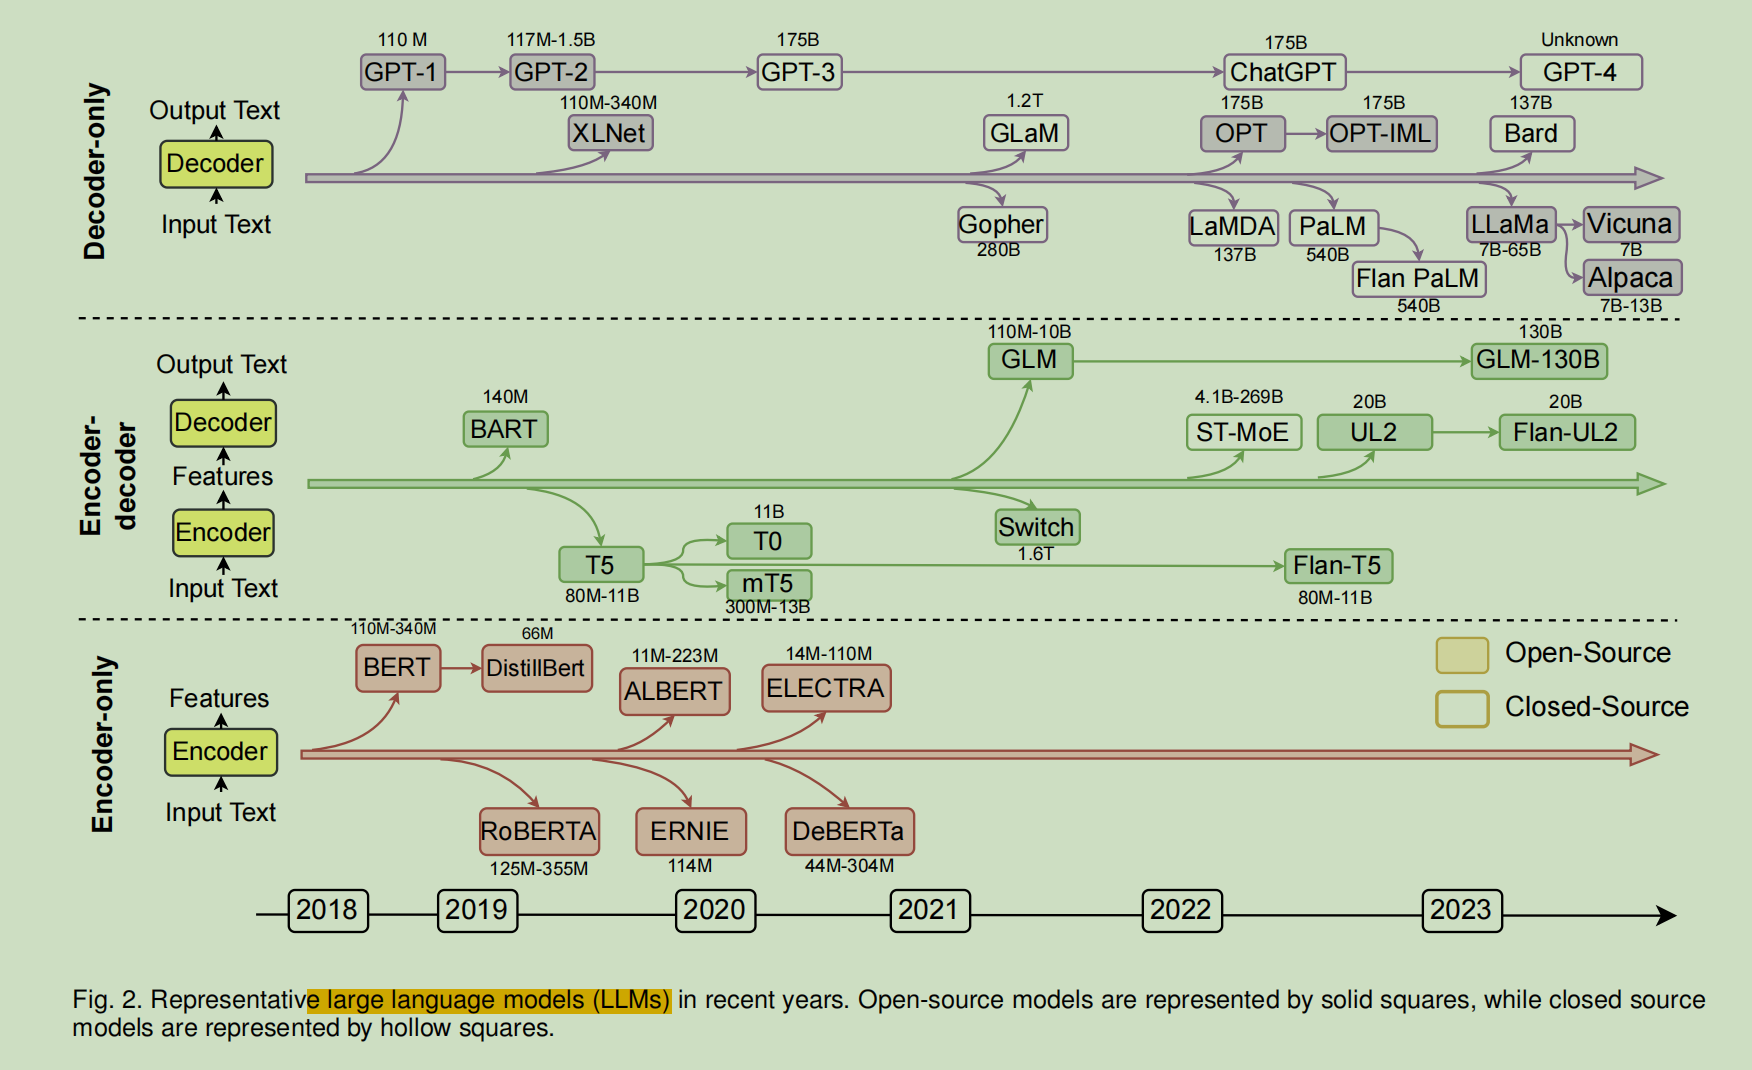 Decoder-only
Output Text
Decoder
Input Text
110 M
GPT-1
117M-1.5B
GPT-2
175B
GPT-3
175B
ChatGPT
Unknown
GPT-4
110M-340M
XLNet
1.2T
GLaM
175B
OPT
175B
OPT-IML
137B
Bard
Gopher
280B
LaMDA
137B
PaLM
540B
Flan PaLM
540B
LLaMa
7B-65B
Vicuna
7B
Alpaca
7B-13B
Encoder-
decoder
Output Text
Decoder
Features
Encoder
Input Text
110M-10B
GLM
130B
GLM-130B
140M
BART
4.1B-269B
ST-MoE
20B
UL2
20B
Flan-UL2
T5
80M-11B
11B
T0
mT5
300M-13B
Switch
1.6T
Flan-T5
80M-11B
Encoder-only
Features
Encoder
Input Text
110M-340M
BERT
66M
DistillBert
11M-223M
ALBERT
14M-110M
ELECTRA
RoBERTA
125M-355M
ERNIE
114M
DeBERTa
44M-304M
Open-Source
Closed-Source
2018
2019
2020
2021
2022
2023
Fig. 2. Representative large language models (LLMs) in recent years. Open-source models are represented by solid squares, while closed source
models are represented by hollow squares.